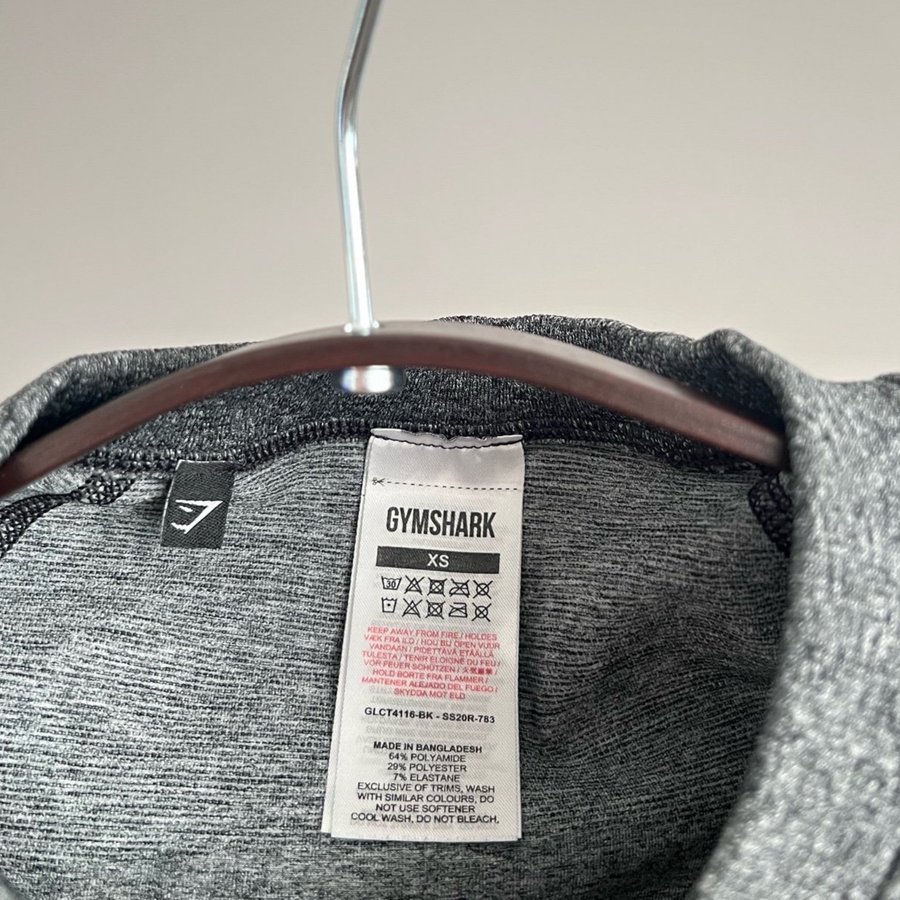 GYMSHARK
XS
30
KEEP AWAY FROM FIRE / HOLDES
VÆK FRA ILD / HOU BIJ OPEN VUUR
VANDAAN / PIDETTÄVÄ ETÄÄLLÄ
TULESTA / TENIR ELOIGNE DU FEU /
VOR FEUER SCHÜTZEN /
HOLD BORTE FRA FLAMMER /
MANTENER ALEJADO DEL FUEGO /
SKYDDA MOT ELD
GLCT4116-BK - SS20R-783
MADE IN BANGLADESH
64% POLYAMIDE
29% POLYESTER
7% ELASTANE
EXCLUSIVE OF TRIMS, WASH
WITH SIMILAR COLOURS, DO
NOT USE SOFTENER
COOL WASH, DO NOT BLEACH,